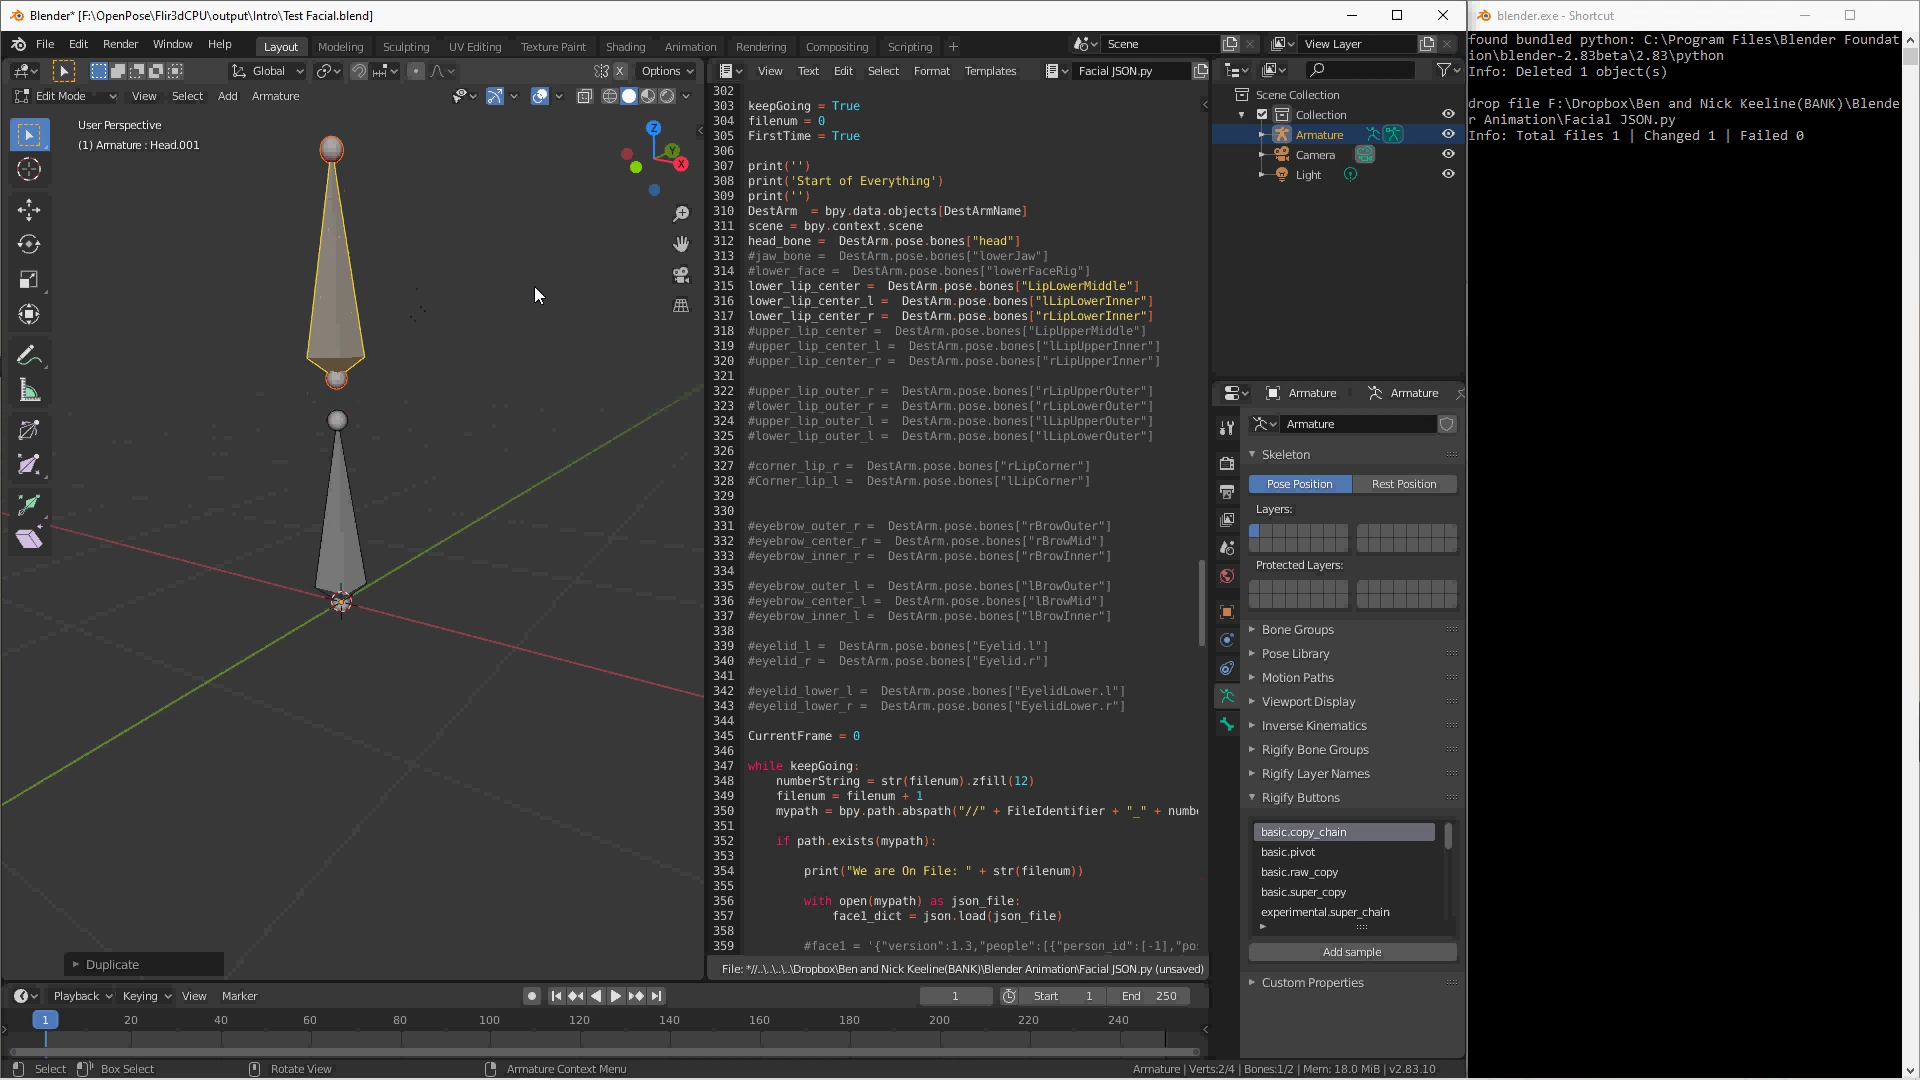 Blender* [F:\OpenPose\Flir3dCPU\output\Intro\Test Facial.blend]
File Edit Render Window Help
Layout Modeling Sculpting UV Editing Texture Paint Shading Animation Rendering Compositing Scripting +
Scene
View Layer
Global
Options
View Text Edit Select Format Templates
Facial JSON.py
Edit Mode View Select Add Armature
User Perspective
(1) Armature : Head.001
Z
Y
X
Duplicate
302
303 keepGoing = True
304 filenum = 0
305 FirstTime = True
306
307 print('')
308 print('Start of Everything')
309 print('')
310 DestArm  = bpy.data.objects[DestArmName]
311 scene = bpy.context.scene
312 head_bone =  DestArm.pose.bones["head"]
313 #jaw_bone =  DestArm.pose.bones["lowerJaw"]
314 #lower_face =  DestArm.pose.bones["lowerFaceRig"]
315 lower_lip_center =  DestArm.pose.bones["LipLowerMiddle"]
316 lower_lip_center_l =  DestArm.pose.bones["lLipLowerInner"]
317 lower_lip_center_r =  DestArm.pose.bones["rLipLowerInner"]
318 #upper_lip_center =  DestArm.pose.bones["LipUpperMiddle"]
319 #upper_lip_center_l =  DestArm.pose.bones["lLipUpperInner"]
320 #upper_lip_center_r =  DestArm.pose.bones["rLipUpperInner"]
321
322 #upper_lip_outer_r =  DestArm.pose.bones["rLipUpperOuter"]
323 #lower_lip_outer_r =  DestArm.pose.bones["rLipLowerOuter"]
324 #upper_lip_outer_l =  DestArm.pose.bones["lLipUpperOuter"]
325 #lower_lip_outer_l =  DestArm.pose.bones["lLipLowerOuter"]
326
327 #corner_lip_r =  DestArm.pose.bones["rLipCorner"]
328 #Corner_lip_l =  DestArm.pose.bones["lLipCorner"]
329
330
331 #eyebrow_outer_r =  DestArm.pose.bones["rBrowOuter"]
332 #eyebrow_center_r =  DestArm.pose.bones["rBrowMid"]
333 #eyebrow_inner_r =  DestArm.pose.bones["rBrowInner"]
334
335 #eyebrow_outer_l =  DestArm.pose.bones["lBrowOuter"]
336 #eyebrow_center_l =  DestArm.pose.bones["lBrowMid"]
337 #eyebrow_inner_l =  DestArm.pose.bones["lBrowInner"]
338
339 #eyelid_l =  DestArm.pose.bones["Eyelid.l"]
340 #eyelid_r =  DestArm.pose.bones["Eyelid.r"]
341
342 #eyelid_lower_l =  DestArm.pose.bones["EyelidLower.l"]
343 #eyelid_lower_r =  DestArm.pose.bones["EyelidLower.r"]
344
345 CurrentFrame = 0
346
347 while keepGoing:
348     numberString = str(filenum).zfill(12)
349     filenum = filenum + 1
350     mypath = bpy.path.abspath("//" + FileIdentifier + "_" + numbe
351
352     if path.exists(mypath):
353
354         print("We are On File: " + str(filenum))
355
356         with open(mypath) as json_file:
357             face1_dict = json.load(json_file)
358
359         #face1 = '{"version":1.3,"people":[{"person_id":[-1],"po
File: *//..\..\..\..\Dropbox\Ben and Nick Keeline(BANK)\Blender Animation\Facial JSON.py (unsaved)
Scene Collection
Collection
Armature
Camera
Light
Armature Armature
Armature
Skeleton
Pose Position Rest Position
Layers:
Protected Layers:
Bone Groups
Pose Library
Motion Paths
Viewport Display
Inverse Kinematics
Rigify Bone Groups
Rigify Layer Names
Rigify Buttons
basic.copy_chain
basic.pivot
basic.raw_copy
basic.super_copy
experimental.super_chain
Add sample
Custom Properties
Playback Keying View Marker
1 Start 1 End 250
1 20 40 60 80 100 120 140 160 180 200 220 240
Select Box Select Rotate View Armature Context Menu
Armature | Verts:2/4 | Bones:1/2 | Mem: 18.0 MiB | v2.83.10
blender.exe - Shortcut
found bundled python: C:\Program Files\Blender Foundat
ion\blender-2.83beta\2.83\python
Info: Deleted 1 object(s)
drop file F:\Dropbox\Ben and Nick Keeline(BANK)\Blende
r Animation\Facial JSON.py
Info: Total files 1 | Changed 1 | Failed 0